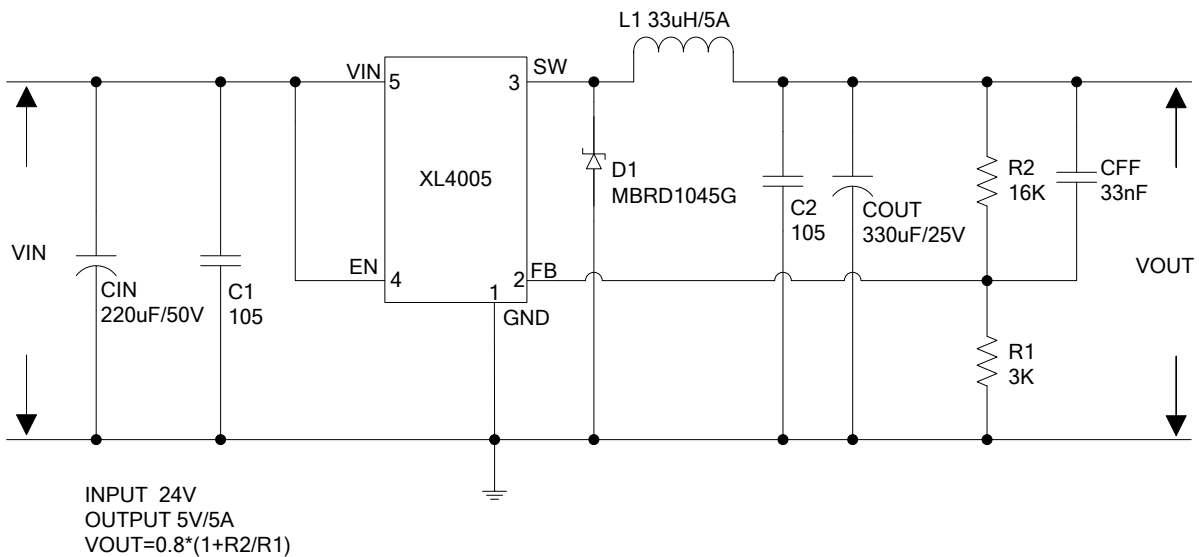 L1 33uH/5A
VIN
5
3
SW
XL4005
D1
MBRD1045G
R2
16K
CFF
33nF
C2
105
COUT
330uF/25V
VIN
EN
4
2
FB
VOUT
CIN
220uF/50V
C1
105
1
GND
R1
3K
INPUT 24V
OUTPUT 5V/5A
VOUT=0.8*(1+R2/R1)